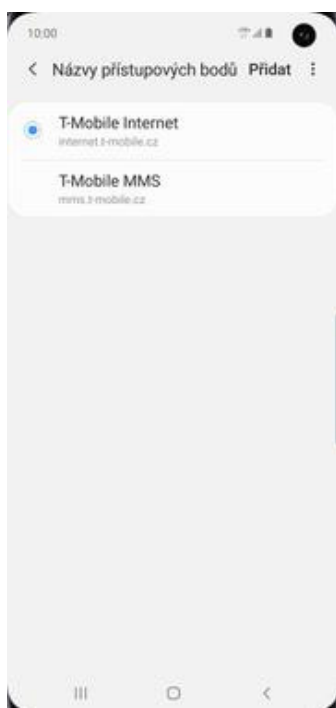 10:00
Názvy přístupových bodů Přidat
T-Mobile Internet
internet.t-mobile.cz
T-Mobile MMS
mms.t-mobile.cz